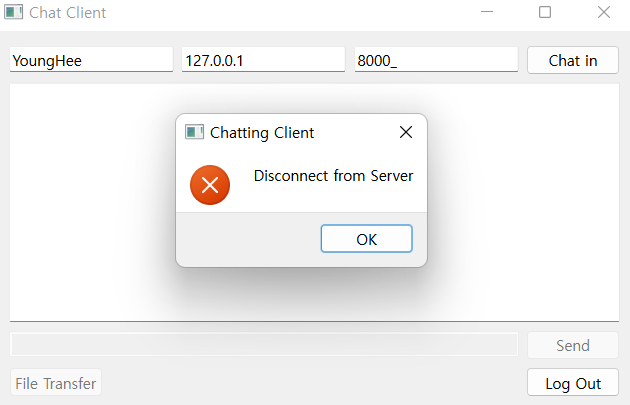 Chat Client
YoungHee 127.0.0.1 8000_ Chat in
Chatting Client
Disconnect from Server
OK
Send
File Transfer Log Out